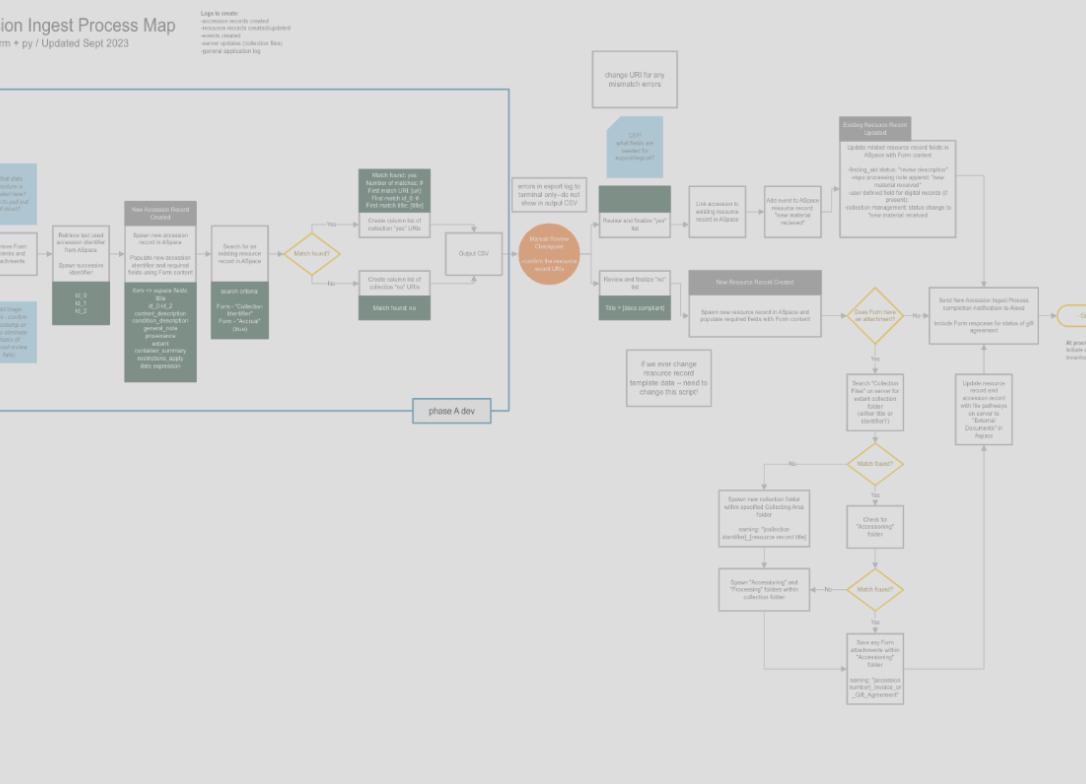 ion Ingest Process Map
rm + py / Updated Sept 2023
Logs to create:
-accession records created
-resource records created/updated
-events created
-server updates (collection files)
-general application log
Retrieve last used
accession identifier
from ASpace
Spawn successive
identifier
id_0
id_1
id_2
New Accession Record
Created
Spawn new accession
record in ASpace
Populate new accession
identifier and required
fields using Form content
form => aspace fields
title
content_description
condition_description
general_note
provenance
extent
container_summary
restrictions_apply
date expression
Search for an
existing resource
record in ASpace
search criteria
Form - "Collection
Identifier"
Form - "Accrual"
(true)
Match found?
Yes
No
Match found: yes
Number of matches: #
First match URI: [uri]
First match id_0: #
First match title: [title]
Create column list of
collection "yes" URIs
Create column list of
collection "no" URIs
Match found: no
Output CSV
phase A dev
errors in export log to
terminal only--do not
show in output CSV
Manual Review
Checkpoint
-confirm the resource
record URIs
change URI for any
mismatch errors
what fields are
needed for
Review and finalize "yes"
list
Review and finalize "no"
list
Title + [dacs compliant]
if we ever change
resource record
template data -- need to
change this script!
Link accession to
existing resource
record in ASpace
Add event to ASpace
resource record
"new material
received"
Existing Resource Record
Updated
Update related resource record fields in
ASpace with Form content
-finding_aid status: "revise description"
-repo processing note append: "new
material received"
-user defined field for digital records (if
present)
-collection management: status change to
"new material received
New Resource Record Created
Spawn new resource record in ASpace and
populate required fields with Form content
Does Form have
an attachment?
No
Yes
Send New Accession Ingest Process
completion notification to
Include Form response for status of gift
agreement
Search "Collection
Files" on server for
extant collection
folder
(either title or
identifier?)
Update resource
record and
accession record
with file pathways
on server to
"External
Documents" in
Aspace
Match found?
No
Yes
Spawn new collection folder
within specified Collecting Area
folder
- naming: "[collection
identifier]_[resource record title]
Check for
"Accessioning"
folder
Match found?
No
Yes
Spawn "Accessioning" and
"Processing" folders within
collection folder
Save any Form
attachments within
"Accessioning"
folder
naming: "[accession
number]_Invoice_or
_Gift_Agreement"